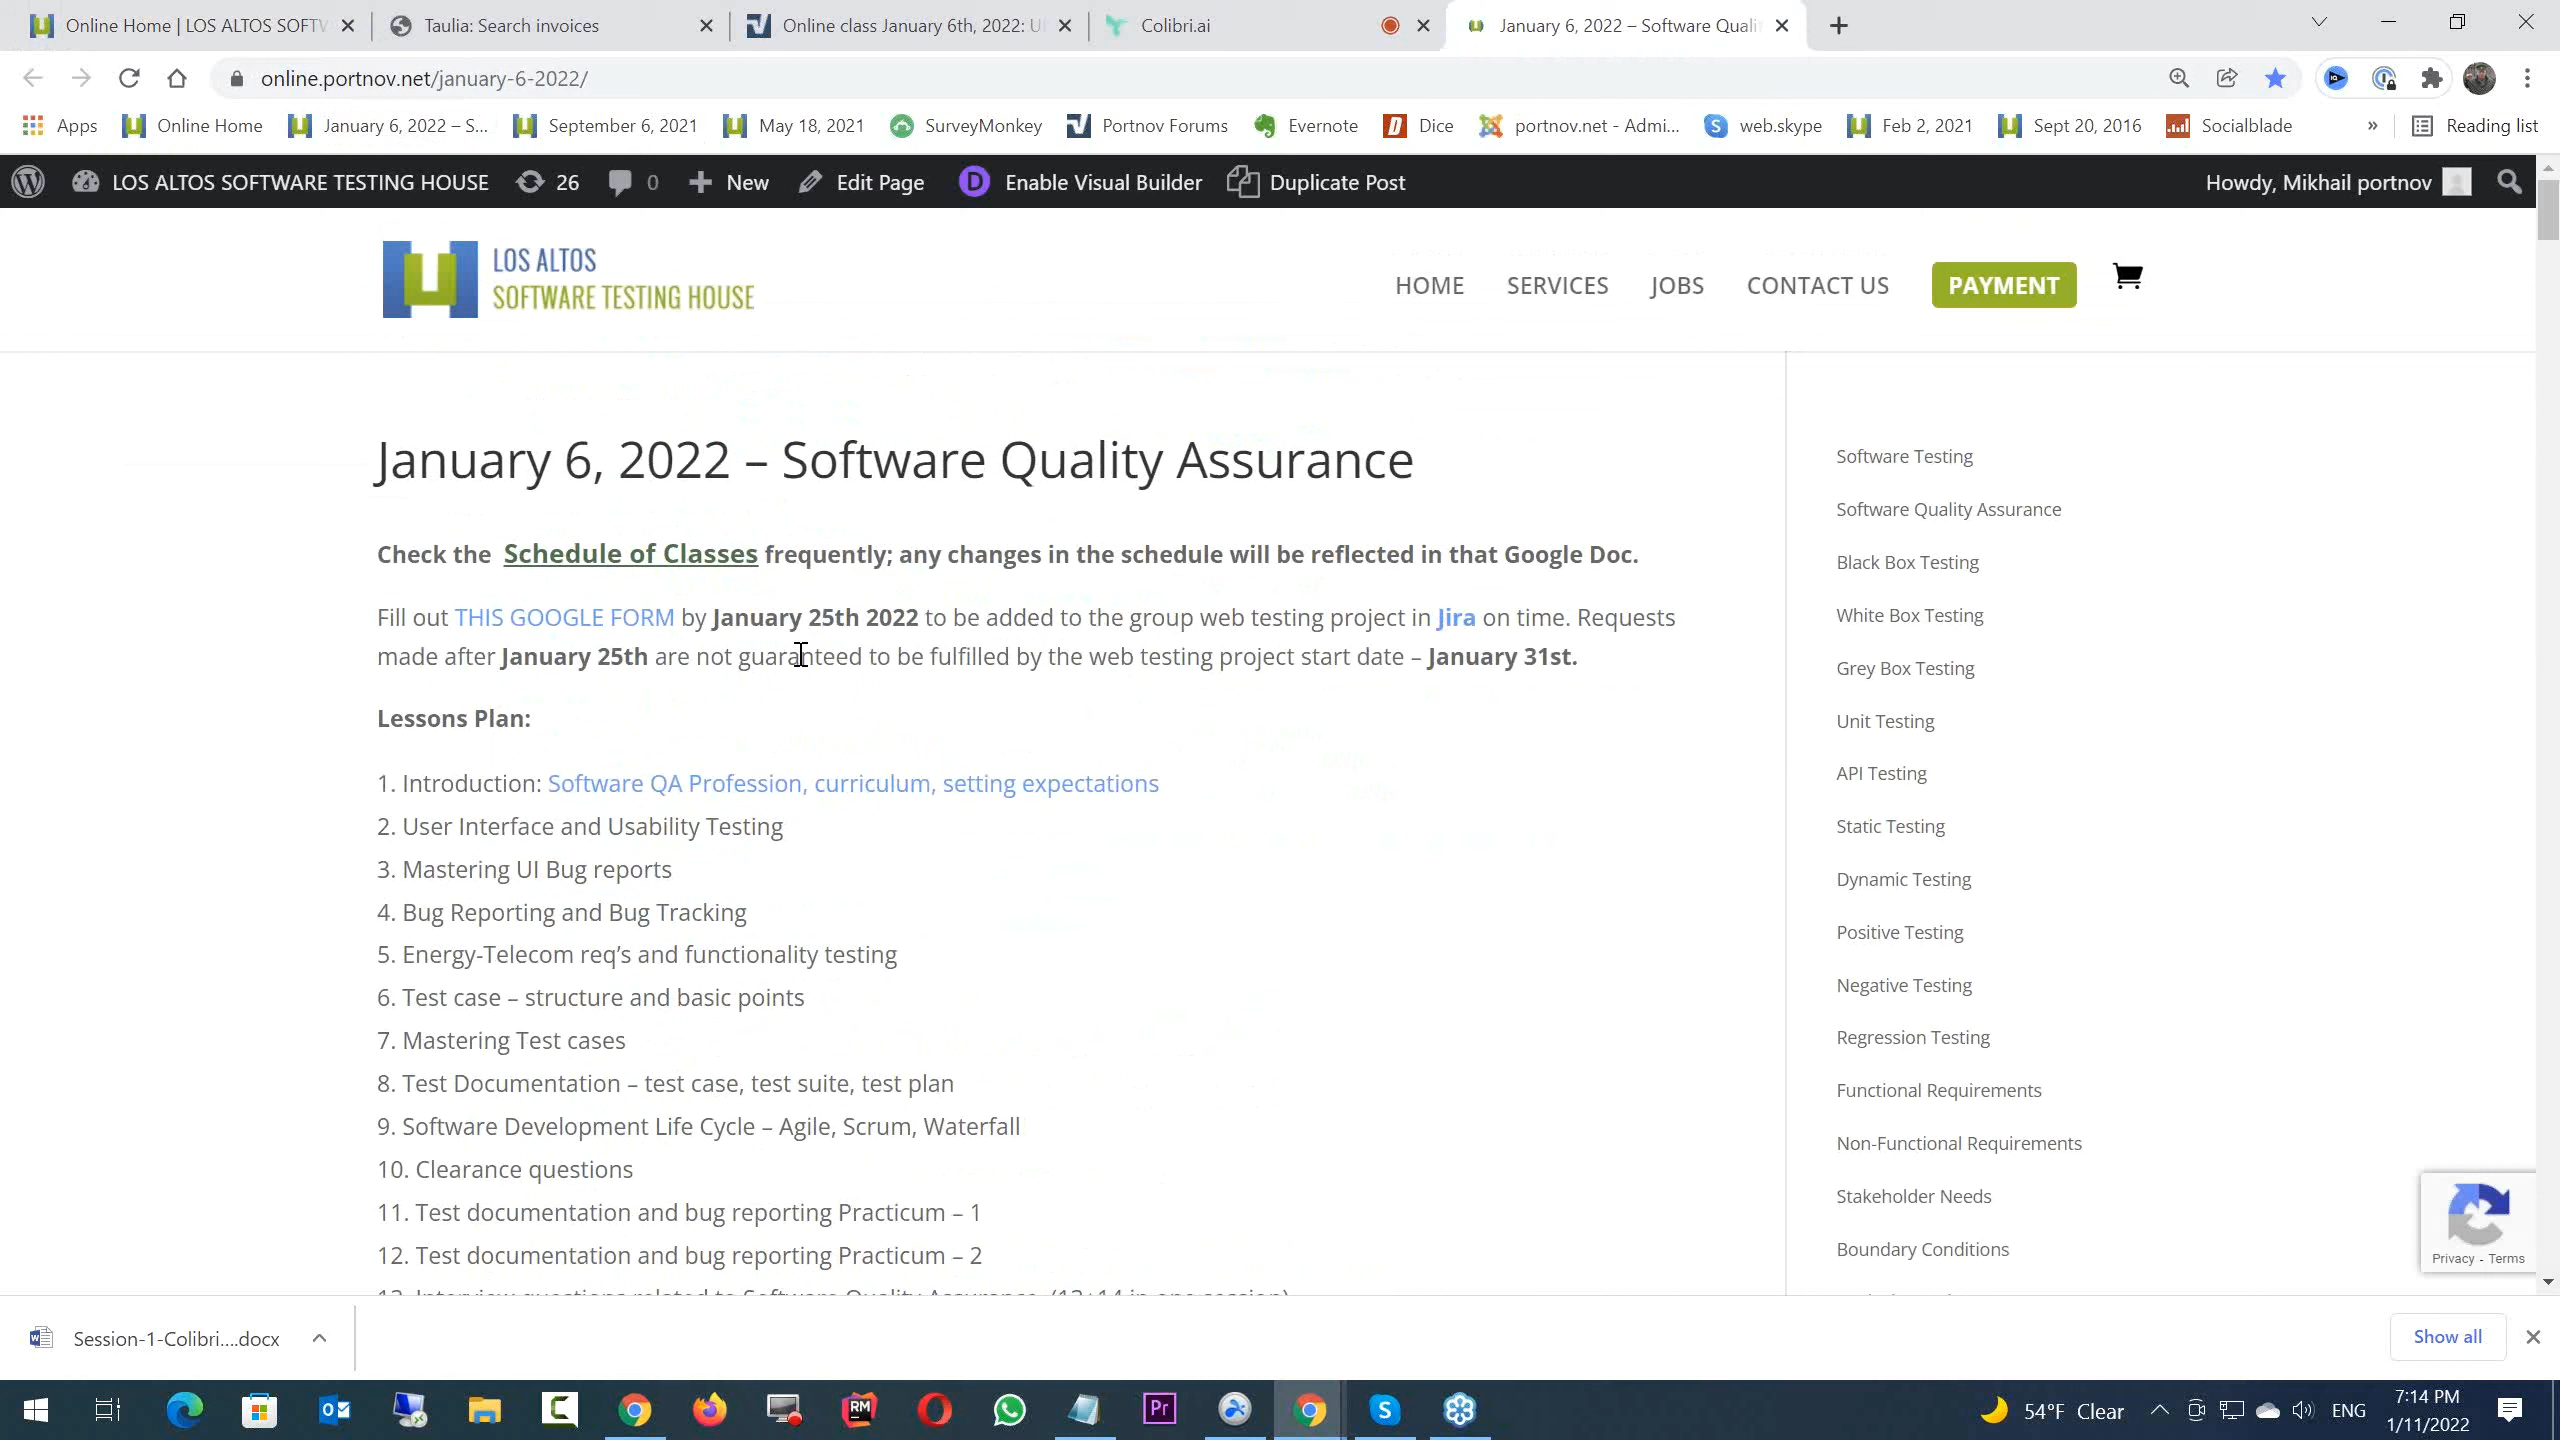 Online Home | LOS ALTOS SOFTW
Taulia: Search invoices
Online class January 6th, 2022: UI
Colibri.ai
January 6, 2022 – Software Quali
online.portnov.net/january-6-2022/
Apps
Online Home
January 6, 2022 – S...
September 6, 2021
May 18, 2021
SurveyMonkey
Portnov Forums
Evernote
Dice
portnov.net - Admi...
web.skype
Feb 2, 2021
Sept 20, 2016
Socialblade
»
Reading list
LOS ALTOS SOFTWARE TESTING HOUSE
26
0
New
Edit Page
D
Enable Visual Builder
Duplicate Post
Howdy, Mikhail portnov
LOS ALTOS
SOFTWARE TESTING HOUSE
HOME
SERVICES
JOBS
CONTACT US
PAYMENT
January 6, 2022 – Software Quality Assurance
Check the Schedule of Classes frequently; any changes in the schedule will be reflected in that Google Doc.
Fill out THIS GOOGLE FORM by January 25th 2022 to be added to the group web testing project in Jira on time. Requests
made after January 25th are not guaranteed to be fulfilled by the web testing project start date – January 31st.
Lessons Plan:
1. Introduction: Software QA Profession, curriculum, setting expectations
2. User Interface and Usability Testing
3. Mastering UI Bug reports
4. Bug Reporting and Bug Tracking
5. Energy-Telecom req’s and functionality testing
6. Test case – structure and basic points
7. Mastering Test cases
8. Test Documentation – test case, test suite, test plan
9. Software Development Life Cycle – Agile, Scrum, Waterfall
10. Clearance questions
11. Test documentation and bug reporting Practicum – 1
12. Test documentation and bug reporting Practicum – 2
13. Interview questions related to Software Quality Assurance (13+14 in one session)
Software Testing
Software Quality Assurance
Black Box Testing
White Box Testing
Grey Box Testing
Unit Testing
API Testing
Static Testing
Dynamic Testing
Positive Testing
Negative Testing
Regression Testing
Functional Requirements
Non-Functional Requirements
Stakeholder Needs
Boundary Conditions
Privacy - Terms
Session-1-Colibri....docx
Show all
54°F Clear
ENG
7:14 PM
1/11/2022